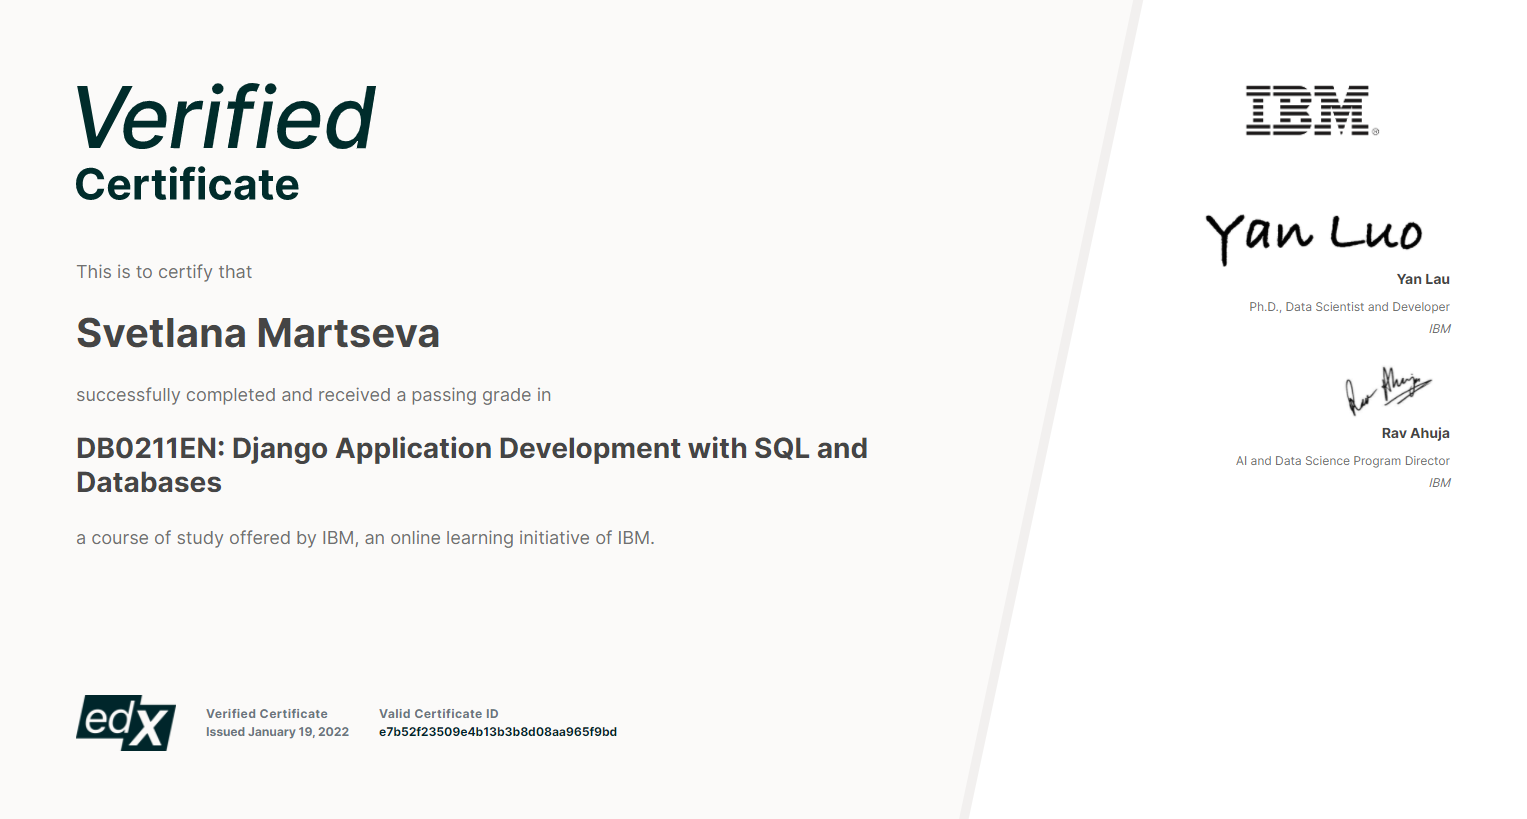 Verified
Certificate
This is to certify that
Svetlana Martseva
successfully completed and received a passing grade in
DB0211EN: Django Application Development with SQL and
Databases
a course of study offered by IBM, an online learning initiative of IBM.
edX
Verified Certificate
Issued January 19, 2022
Valid Certificate ID
e7b52f23509e4b13b3b8d08aa965f9bd
IBM®
Yan Luo
Yan Lau
Ph.D., Data Scientist and Developer
IBM
Rav Ahuja
Rav Ahuja
AI and Data Science Program Director
IBM